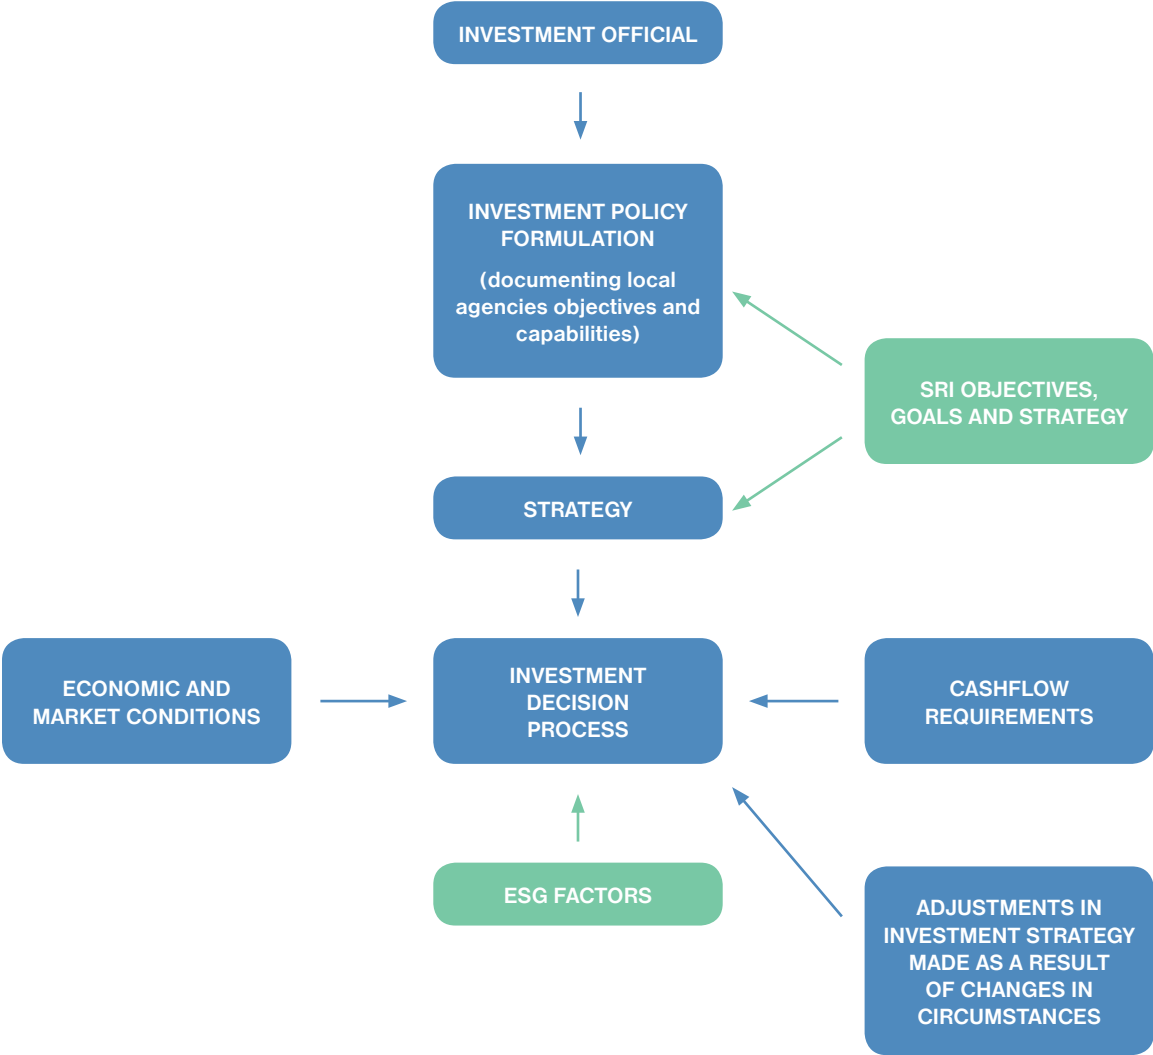 INVESTMENT OFFICIAL
INVESTMENT POLICY
FORMULATION
(documenting local
agencies objectives and
capabilities)
SRI OBJECTIVES,
GOALS AND STRATEGY
STRATEGY
ECONOMIC AND
MARKET CONDITIONS
INVESTMENT
DECISION
PROCESS
CASHFLOW
REQUIREMENTS
ESG FACTORS
ADJUSTMENTS IN
INVESTMENT STRATEGY
MADE AS A RESULT
OF CHANGES IN
CIRCUMSTANCES